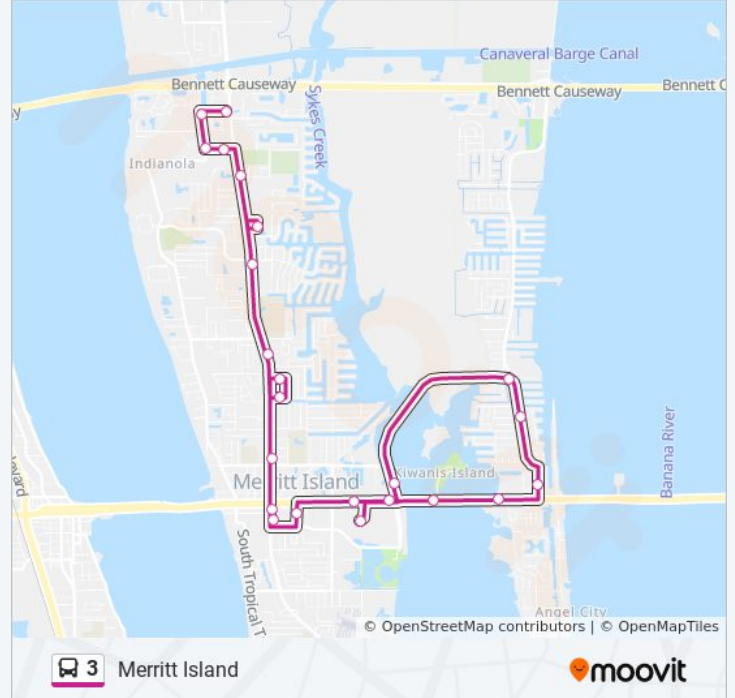 Canaveral Barge Canal
Bennett Causeway
Bennett Causeway
Bennett C
y
Sykes Creek
Indianola
Banana River
Kiwanis Island
Merritt Island
ovard
South Tropical T
Angel City
© OpenStreetMap contributors | © OpenMapTiles
3 Merritt Island
moovit